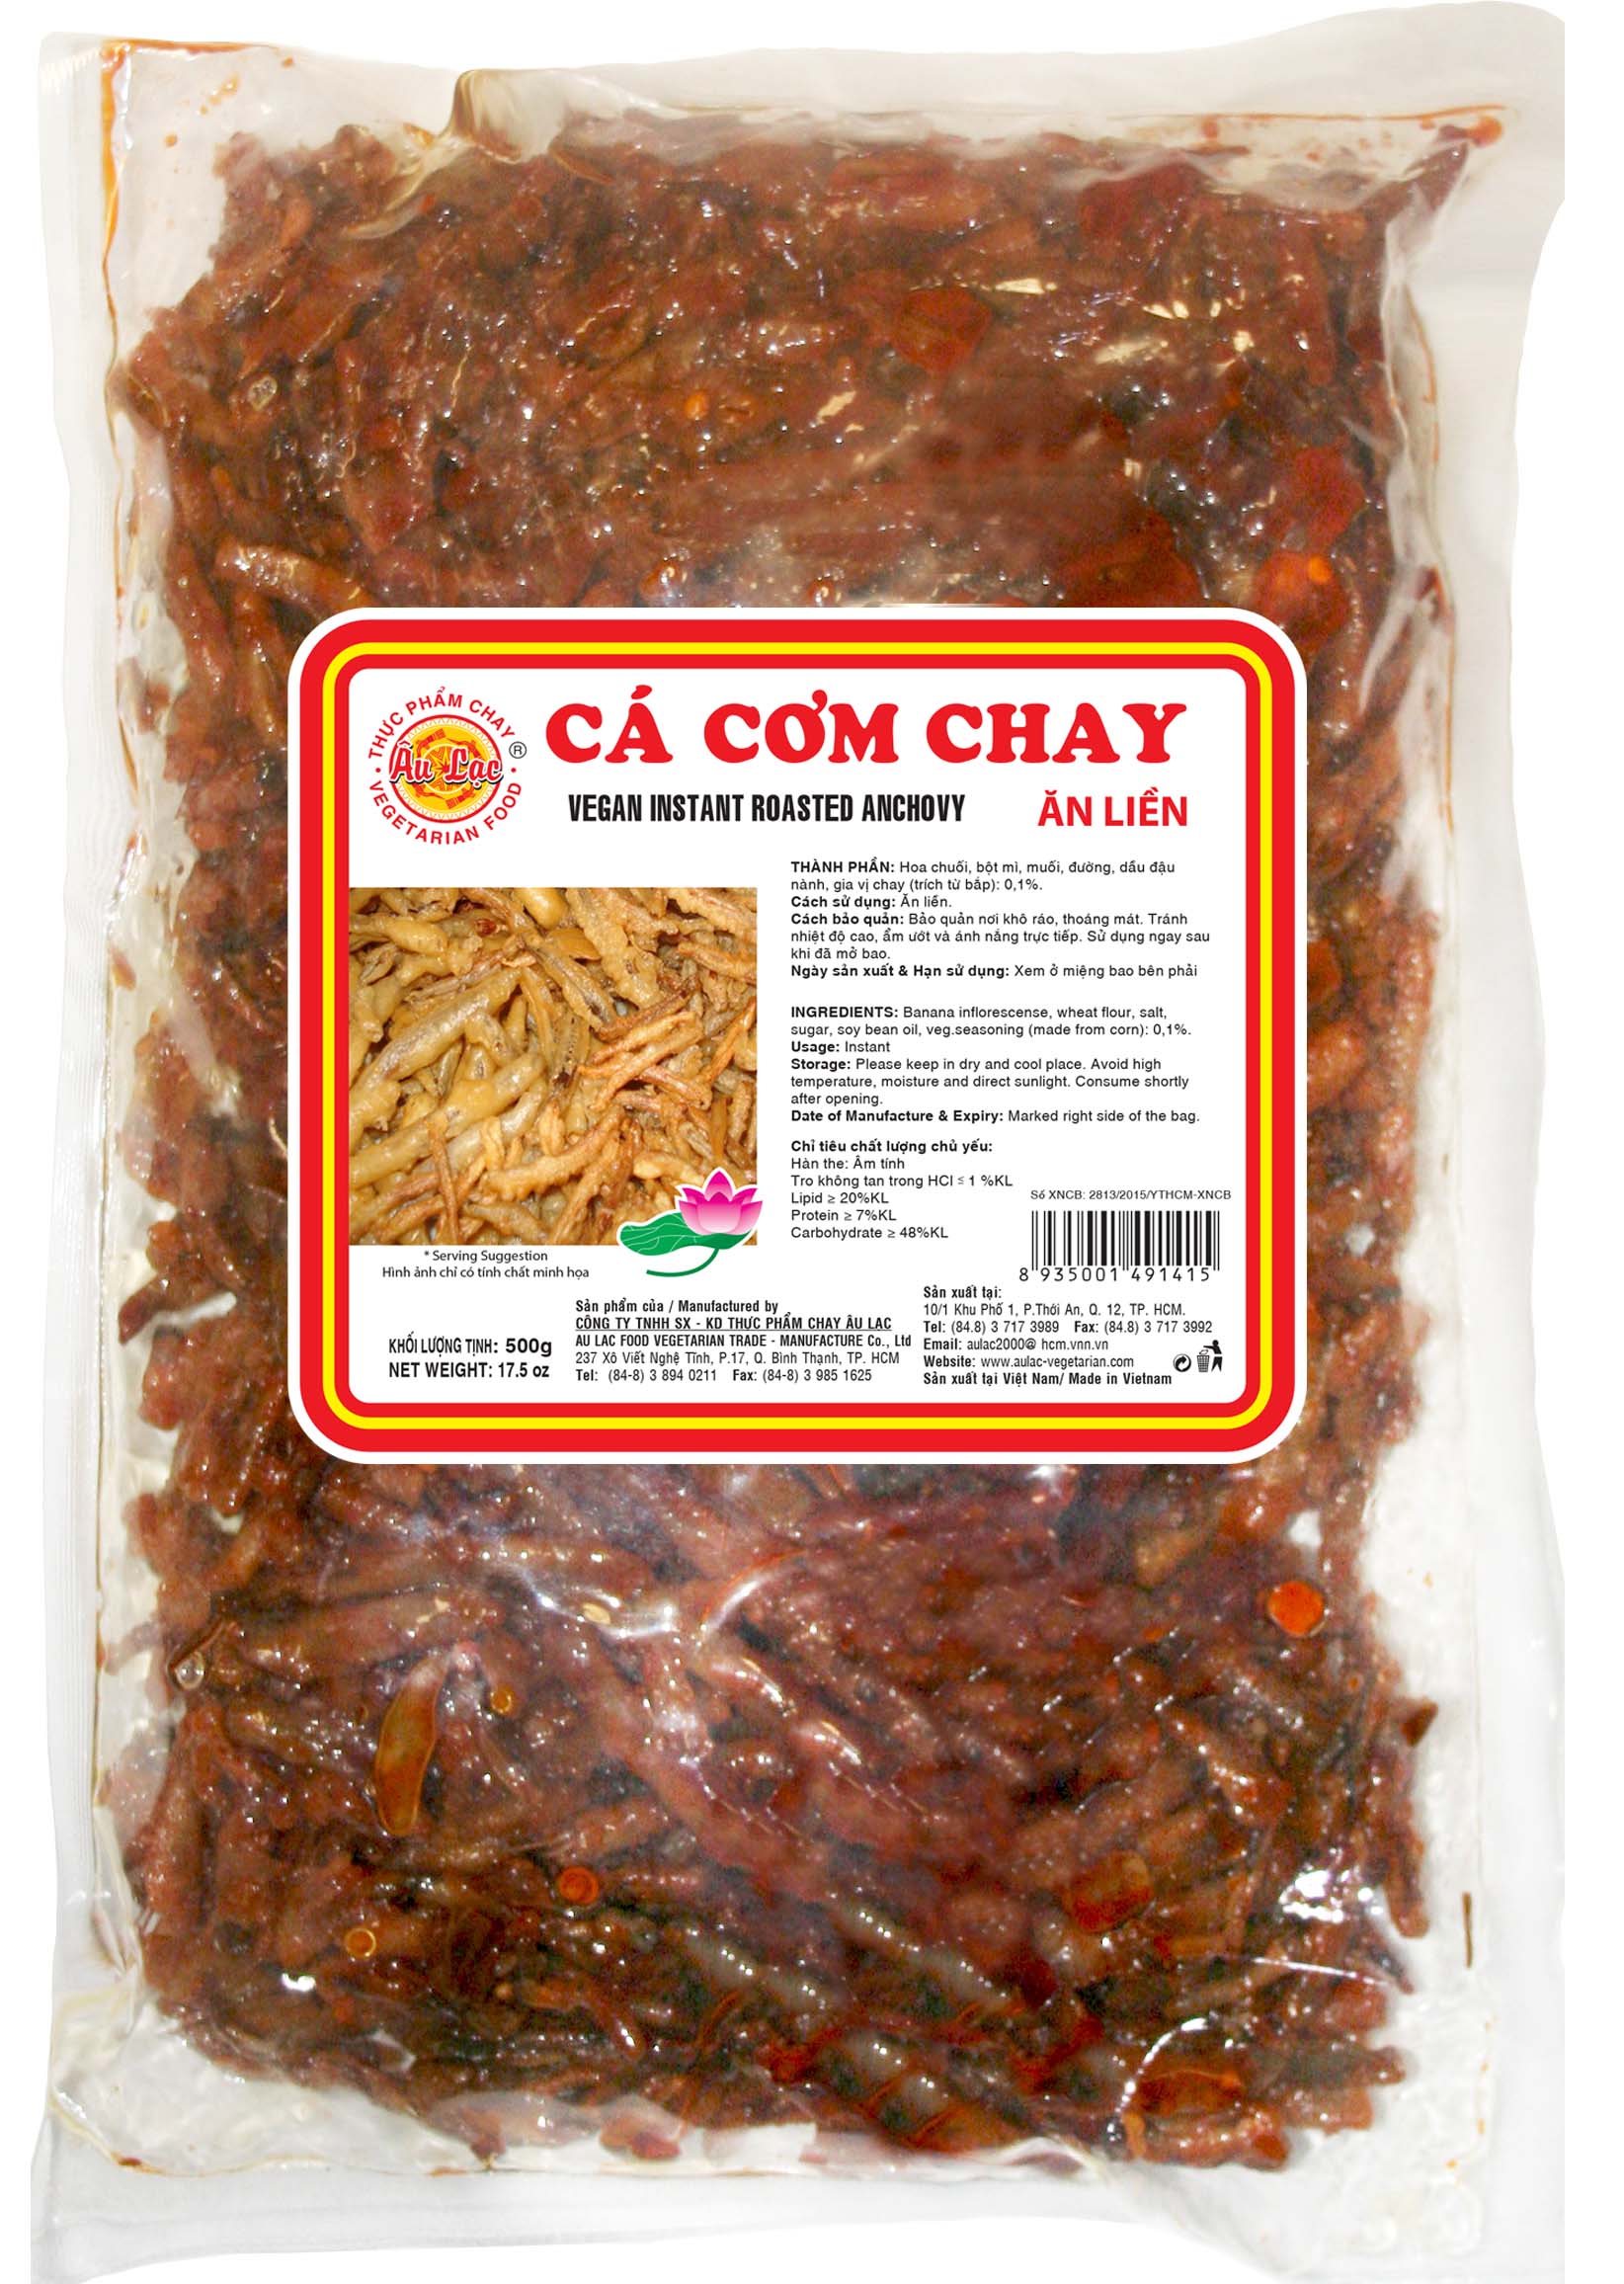 THỰC PHẨM CHAY
Âu Lạc
®
VEGETARIAN FOOD
CÁ CƠM CHAY
VEGAN INSTANT ROASTED ANCHOVY
ĂN LIỀN
THÀNH PHẦN: Hoa chuối, bột mì, muối, đường, dầu đậu
nành, gia vị chay (trích từ bắp): 0,1%.
Cách sử dụng: Ăn liền.
Cách bảo quản: Bảo quản nơi khô ráo, thoáng mát. Tránh
nhiệt độ cao, ẩm ướt và ánh nắng trực tiếp. Sử dụng ngay sau
khi đã mở bao.
Ngày sản xuất & Hạn sử dụng: Xem ở miệng bao bên phải
INGREDIENTS: Banana inflorescense, wheat flour, salt,
sugar, soy bean oil, veg.seasoning (made from corn): 0,1%.
Usage: Instant
Storage: Please keep in dry and cool place. Avoid high
temperature, moisture and direct sunlight. Consume shortly
after opening.
Date of Manufacture & Expiry: Marked right side of the bag.
Chỉ tiêu chất lượng chủ yếu:
Hàn the: Âm tính
Tro không tan trong HCl ≤ 1 %KL
Lipid ≥ 20%KL
Protein ≥ 7%KL
Carbohydrate ≥ 48%KL
Số XNCB: 2813/2015/YTHCM-XNCB
8 935001 491415
* Serving Suggestion
Hình ảnh chỉ có tính chất minh họa
KHỐI LƯỢNG TỊNH: 500g
NET WEIGHT: 17.5 oz
Sản phẩm của / Manufactured by
CÔNG TY TNHH SX - KD THỰC PHẨM CHAY ÂU LẠC
AU LAC FOOD VEGETARIAN TRADE - MANUFACTURE Co., Ltd
237 Xô Viết Nghệ Tĩnh, P.17, Q. Bình Thạnh, TP. HCM
Tel: (84-8) 3 894 0211 Fax: (84-8) 3 985 1625
Sản xuất tại:
10/1 Khu Phố 1, P.Thới An, Q. 12, TP. HCM.
Tel: (84.8) 3 717 3989 Fax: (84.8) 3 717 3992
Email: aulac2000@ hcm.vnn.vn
Website: www.aulac-vegetarian.com
Sản xuất tại Việt Nam/ Made in Vietnam